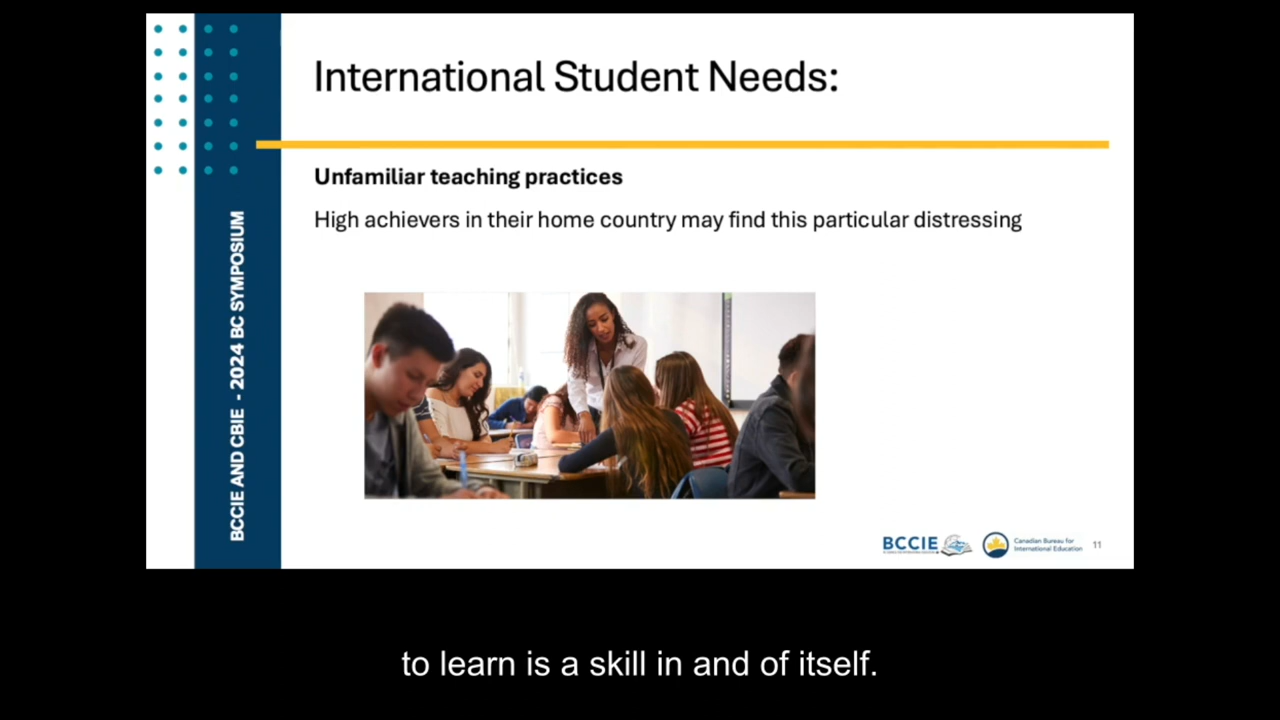 International Student Needs:
Unfamiliar teaching practices
High achievers in their home country may find this particular distressing
BCCIE AND CBIE - 2024 BC SYMPOSIUM
BCCIE
Canadian Bureau for
International Education
11
to learn is a skill in and of itself.